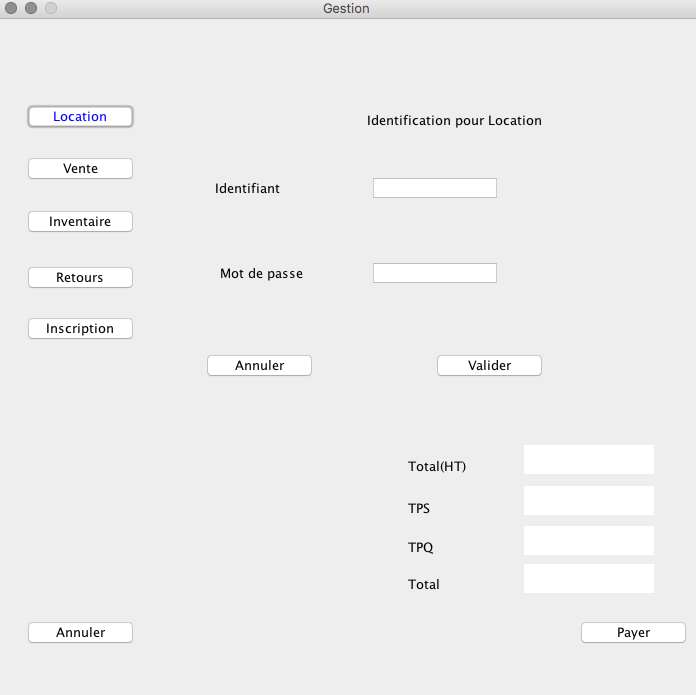 Gestion
Location
Identification pour Location
Vente
Identifiant
Inventaire
Mot de passe
Retours
Inscription
Annuler
Valider
Total(HT)
TPS
TPQ
Total
Annuler
Payer